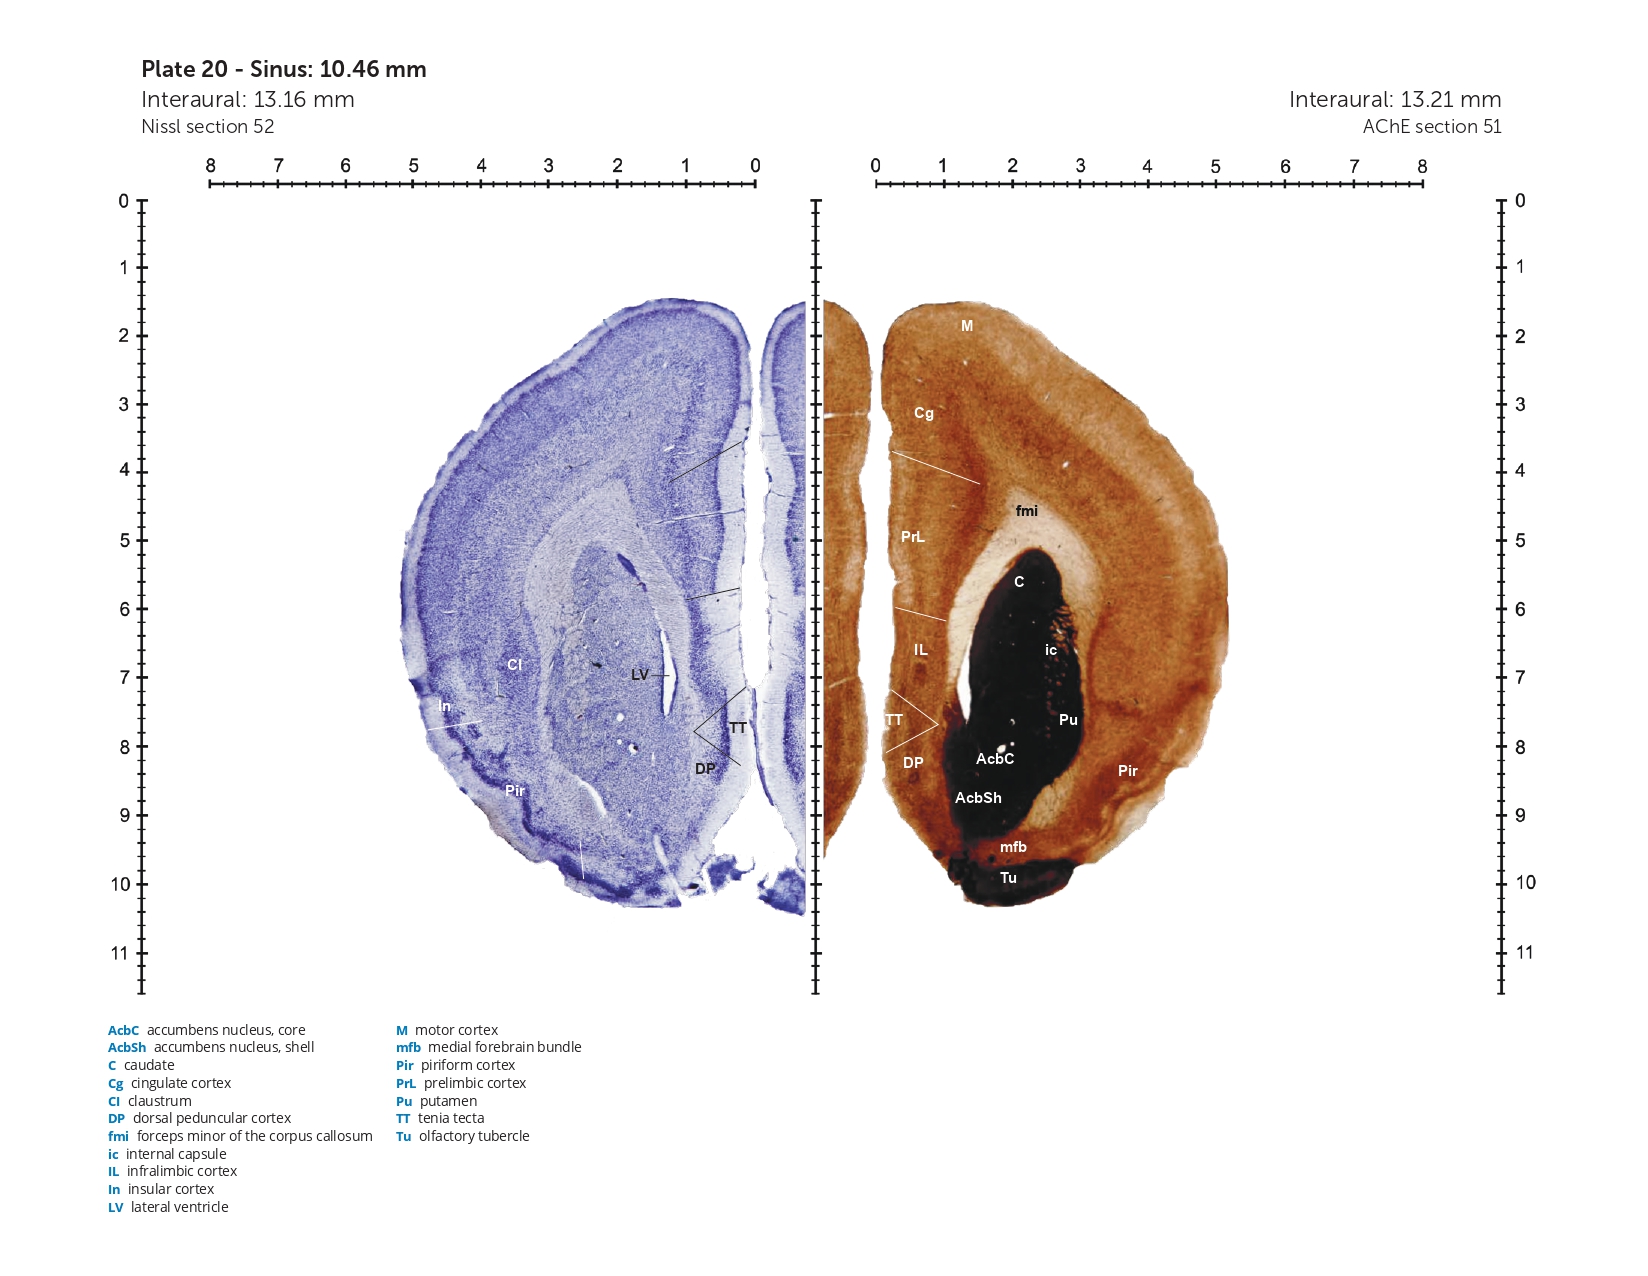 Plate 20 - Sinus: 10.46 mm
Interaural: 13.16 mm
Nissl section 52
Interaural: 13.21 mm
AChE section 51
8 7 6 5 4 3 2 1 0
0 1 2 3 4 5 6 7 8
0
1
2
3
4
5
6
7
8
9
10
11
CI
In
LV
TT
DP
Pir
M
Cg
fmi
PrL
C
IL
ic
TT
Pu
DP
AcbC
Pir
AcbSh
mfb
Tu
0
1
2
3
4
5
6
7
8
9
10
11
AcbC accumbens nucleus, core
AcbSh accumbens nucleus, shell
C caudate
Cg cingulate cortex
CI claustrum
DP dorsal peduncular cortex
fmi forceps minor of the corpus callosum
ic internal capsule
IL infralimbic cortex
In insular cortex
LV lateral ventricle
M motor cortex
mfb medial forebrain bundle
Pir piriform cortex
PrL prelimbic cortex
Pu putamen
TT tenia tecta
Tu olfactory tubercle